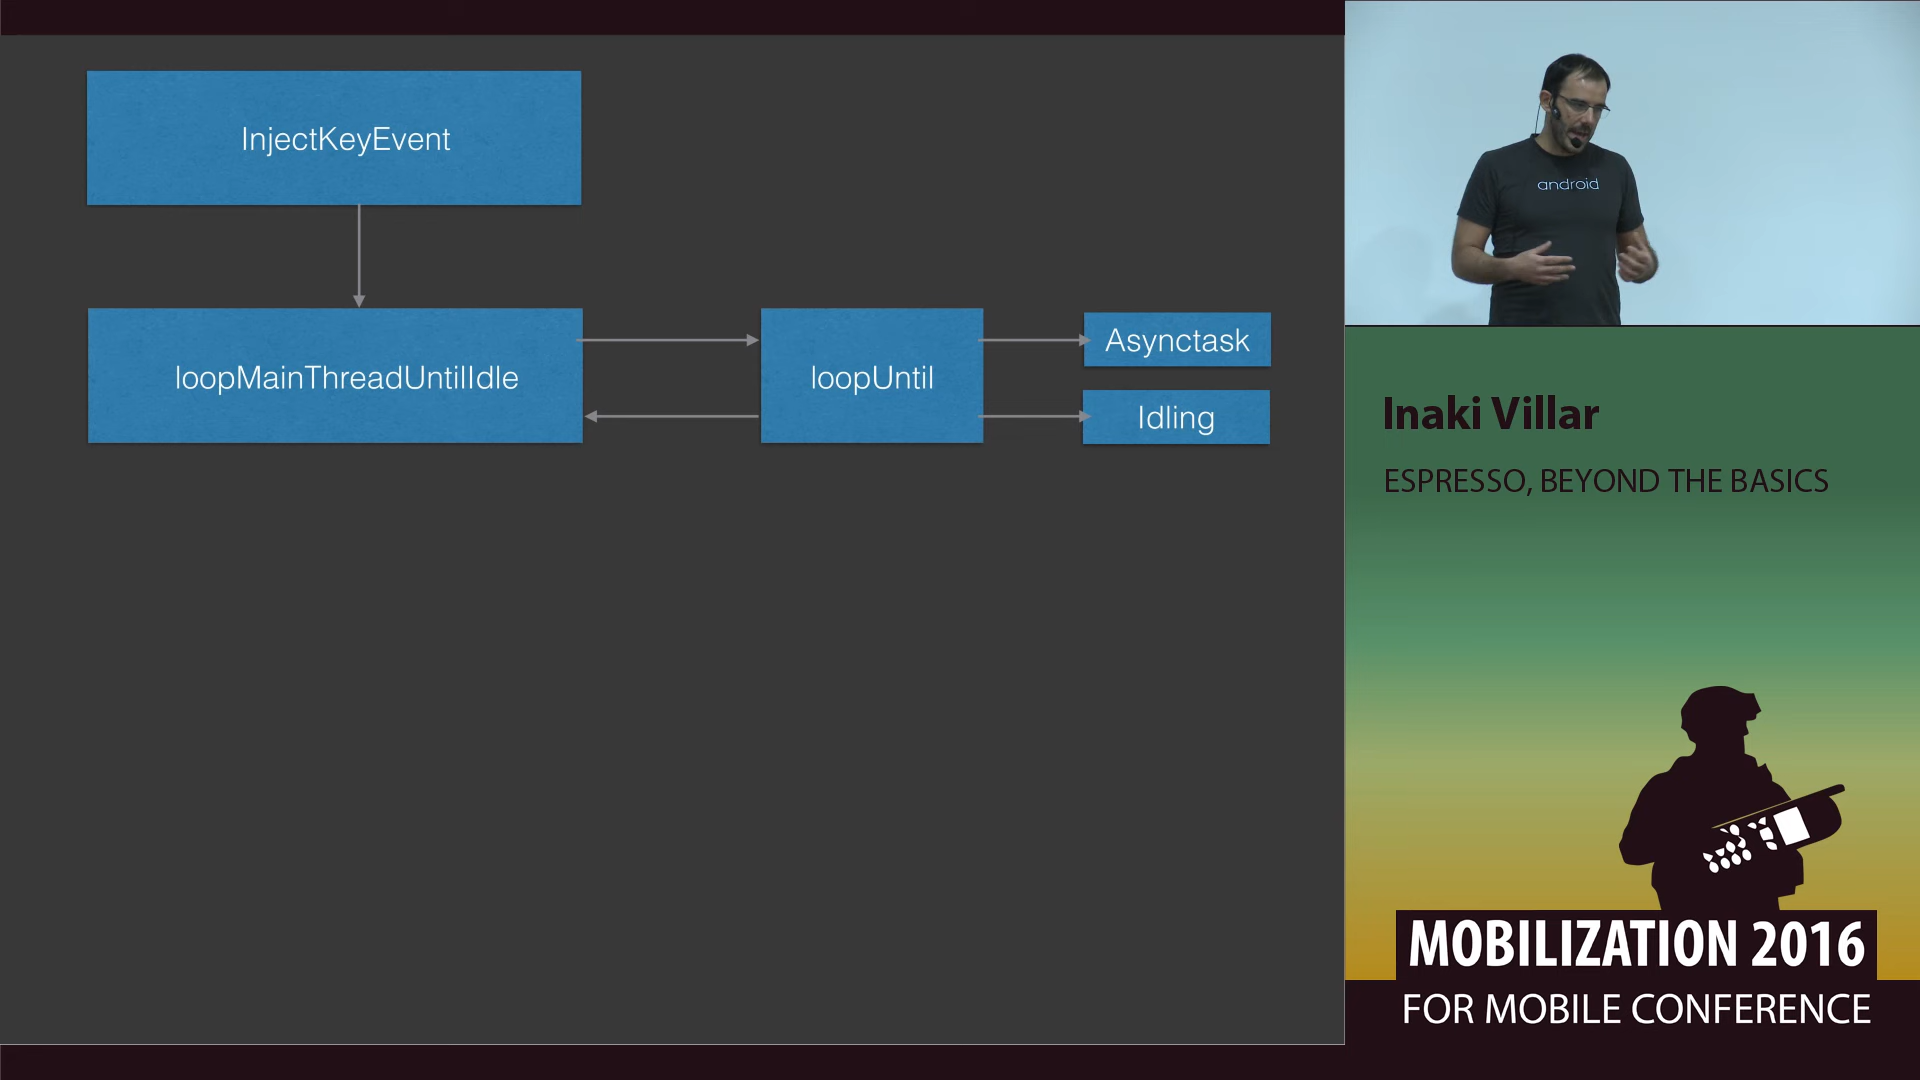 InjectKeyEvent
loopMainThreadUntilIdle
loopUntil
Asynctask
Idling
android
Inaki Villar
ESPRESSO, BEYOND THE BASICS
MOBILIZATION 2016
FOR MOBILE CONFERENCE